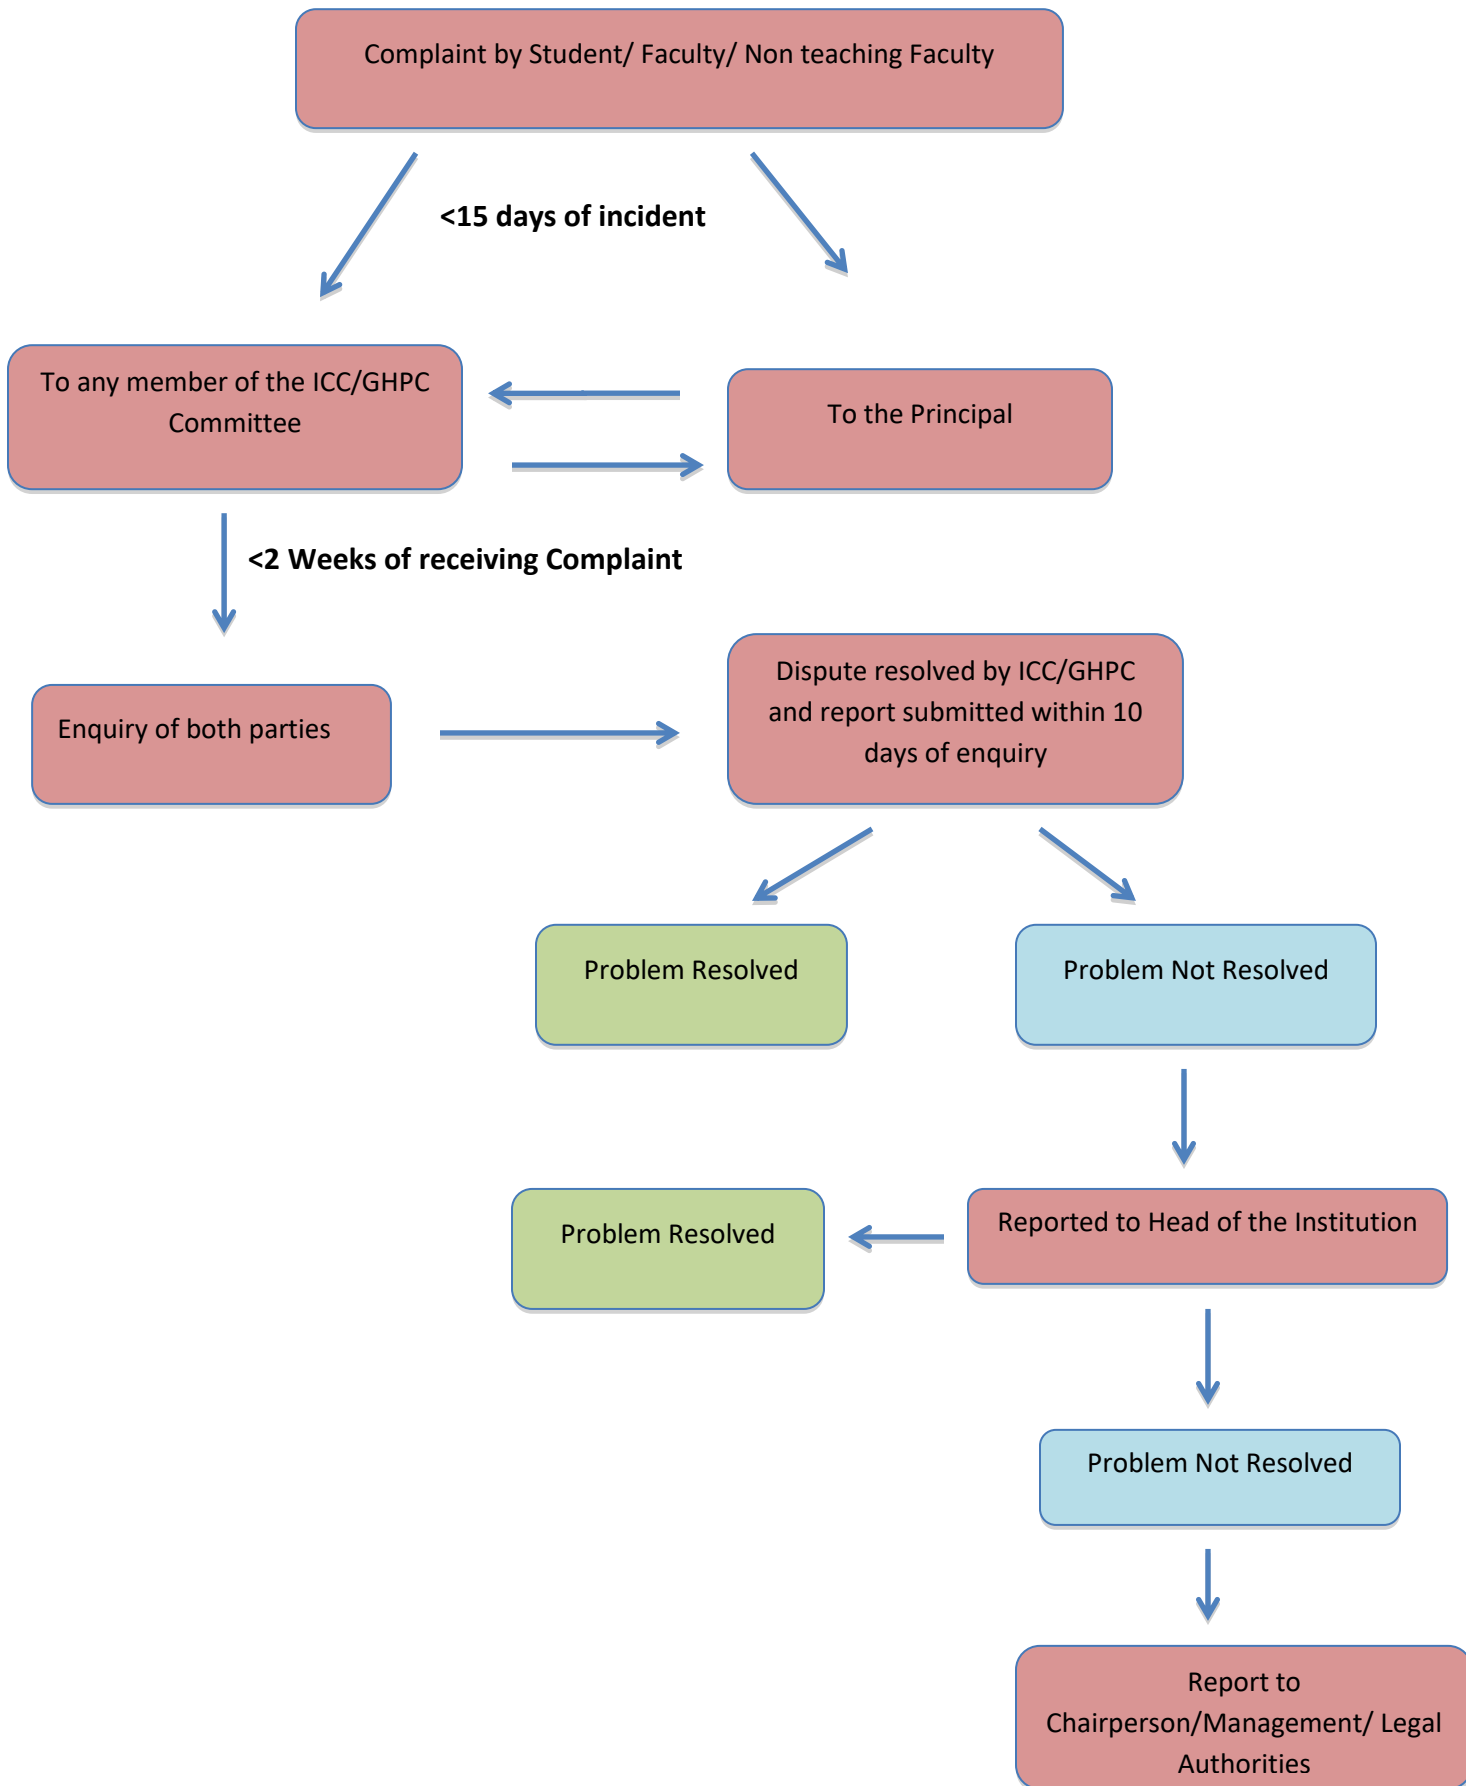 Complaint by Student/ Faculty/ Non teaching Faculty
<15 days of incident
To any member of the ICC/GHPC
Committee
To the Principal
<2 Weeks of receiving Complaint
Enquiry of both parties
Dispute resolved by ICC/GHPC
and report submitted within 10
days of enquiry
Problem Resolved
Problem Not Resolved
Problem Resolved
Reported to Head of the Institution
Problem Not Resolved
Report to
Chairperson/Management/ Legal
Authorities